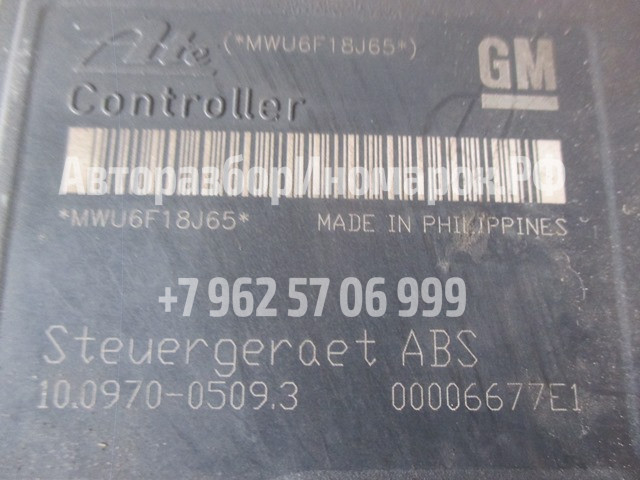 Ate (*MWU6F18J65*) GM
Controller
АвторазборИномарок.РФ
*MWU6F18J65* MADE IN PHILIPPINES
+7 962 57 06 999
Steuergeraet ABS
10.0970-0509.3 00006677E1